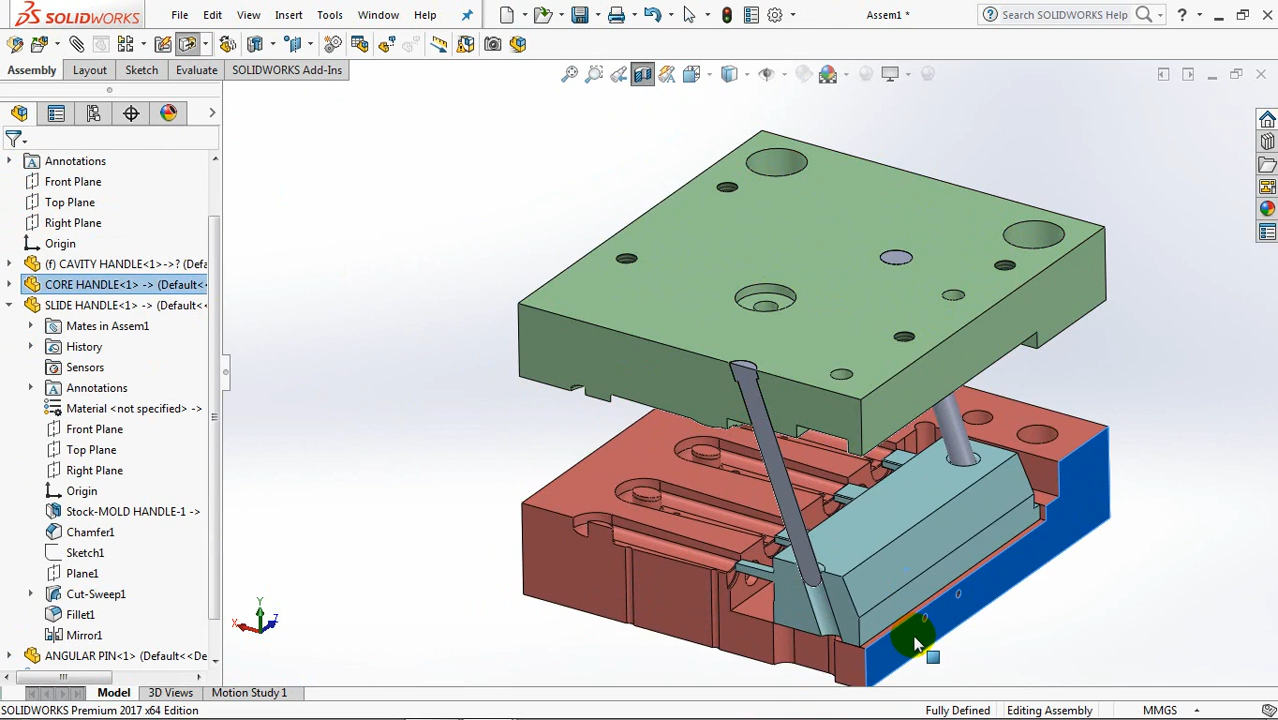 SOLIDWORKS
File Edit View Insert Tools Window Help
Assem1 *
Search SOLIDWORKS Help
?
Assembly Layout Sketch Evaluate SOLIDWORKS Add-Ins
Annotations
Front Plane
Top Plane
Right Plane
Origin
(f) CAVITY HANDLE<1>->? (Defa
CORE HANDLE<1> -> (Default<<
SLIDE HANDLE<1> -> (Default<<
Mates in Assem1
History
Sensors
Annotations
Material <not specified> ->
Front Plane
Top Plane
Right Plane
Origin
Stock-MOLD HANDLE-1 ->
Chamfer1
Sketch1
Plane1
Cut-Sweep1
Fillet1
Mirror1
ANGULAR PIN<1> (Default<<De
Y
X
Z
Model 3D Views Motion Study 1
SOLIDWORKS Premium 2017 x64 Edition
Fully Defined
Editing Assembly
MMGS